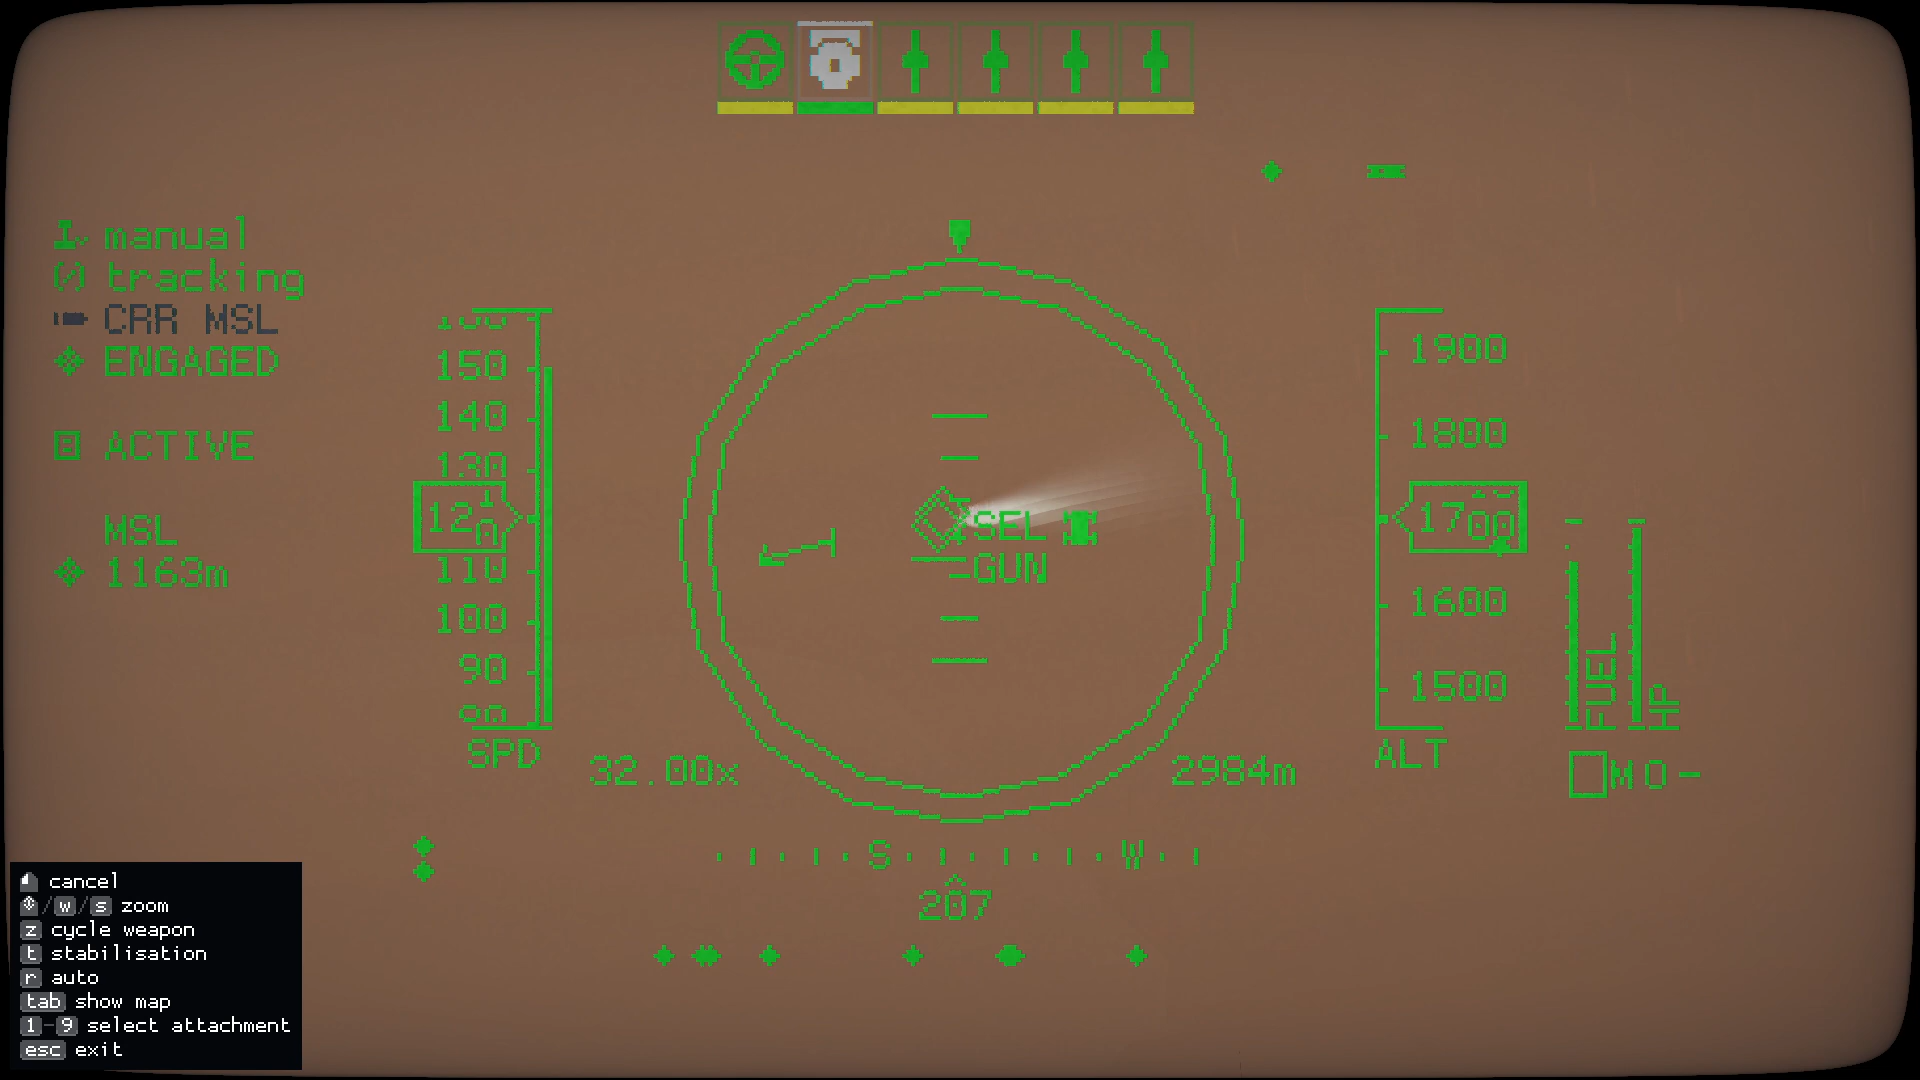 manual
tracking
CRR MSL
ENGAGED
ACTIVE
MSL
1163m
150
140
130
120
110
100
90
SPD
32.00x
SEL
GUN
2984m
1900
1800
1700
1600
1500
ALT
FUEL
HP
MO-
S W
207
cancel
/w/s zoom
z cycle weapon
t stabilisation
r auto
tab show map
1-9 select attachment
esc exit